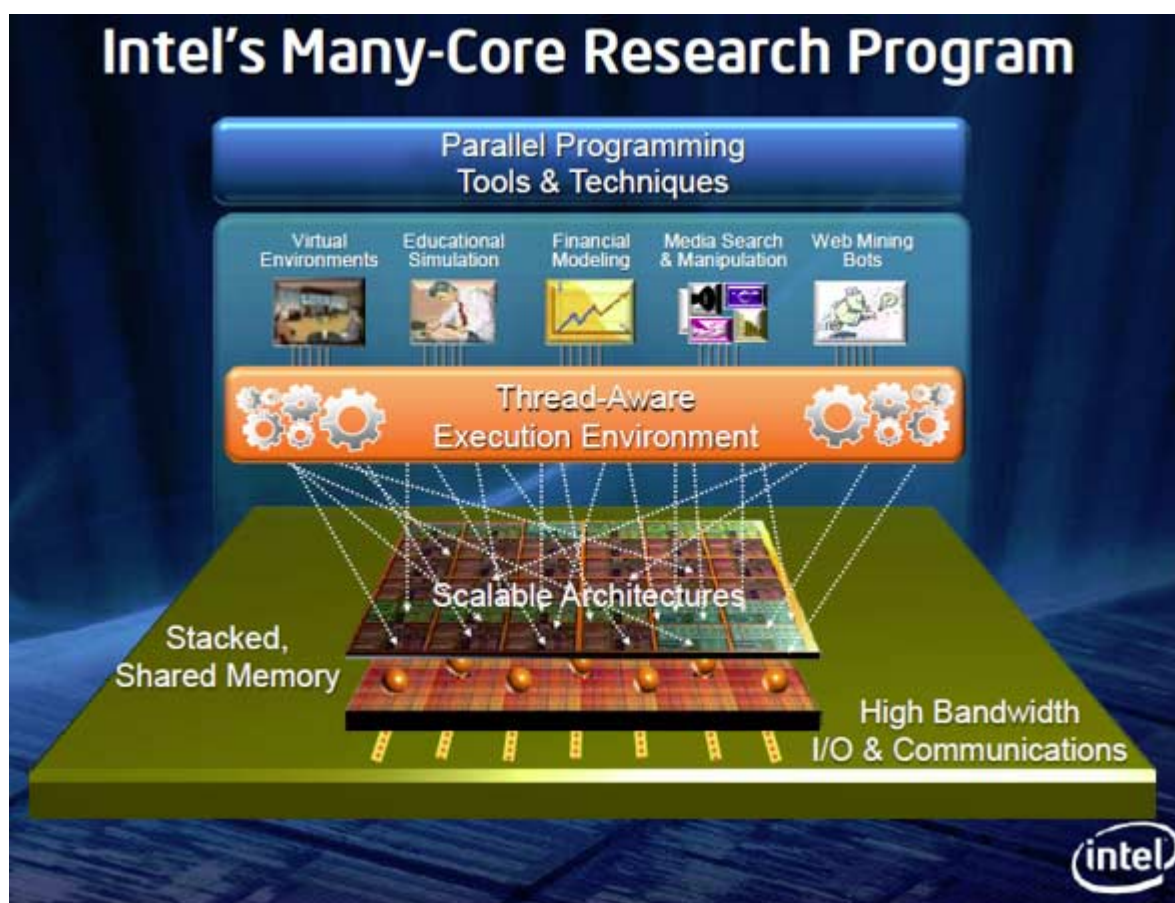 Intel's Many-Core Research Program
Parallel Programming
Tools & Techniques
Virtual
Environments
Educational
Simulation
Financial
Modeling
Media Search
& Manipulation
Web Mining
Bots
Thread-Aware
Execution Environment
Scalable Architectures
Stacked,
Shared Memory
High Bandwidth
I/O & Communications
intel